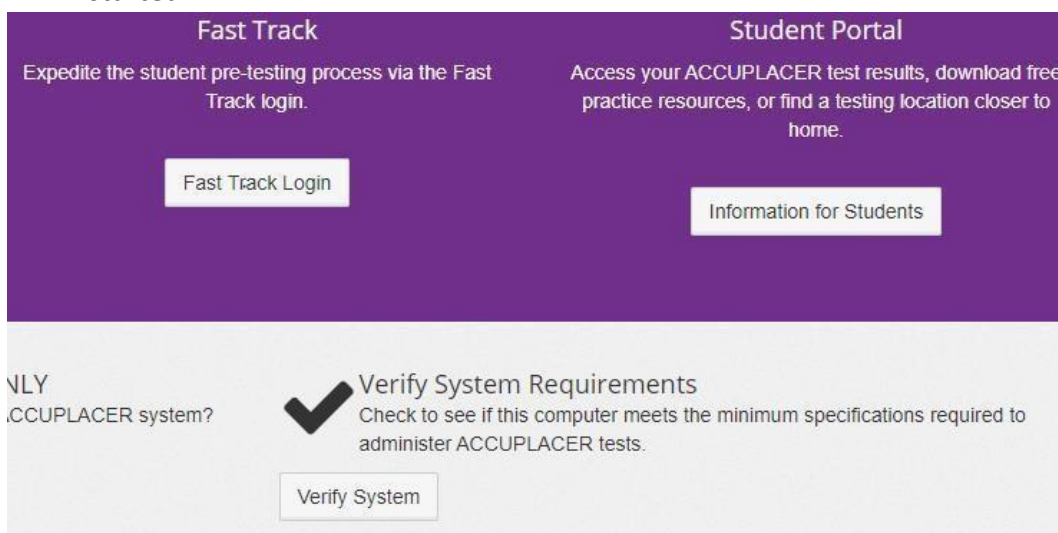 Fast Track
Expedite the student pre-testing process via the Fast
Track login.
Fast Track Login
Student Portal
Access your ACCUPLACER test results, download free
practice resources, or find a testing location closer to
home.
Information for Students
NLY
ACCUPLACER system?
Verify System Requirements
Check to see if this computer meets the minimum specifications required to
administer ACCUPLACER tests.
Verify System